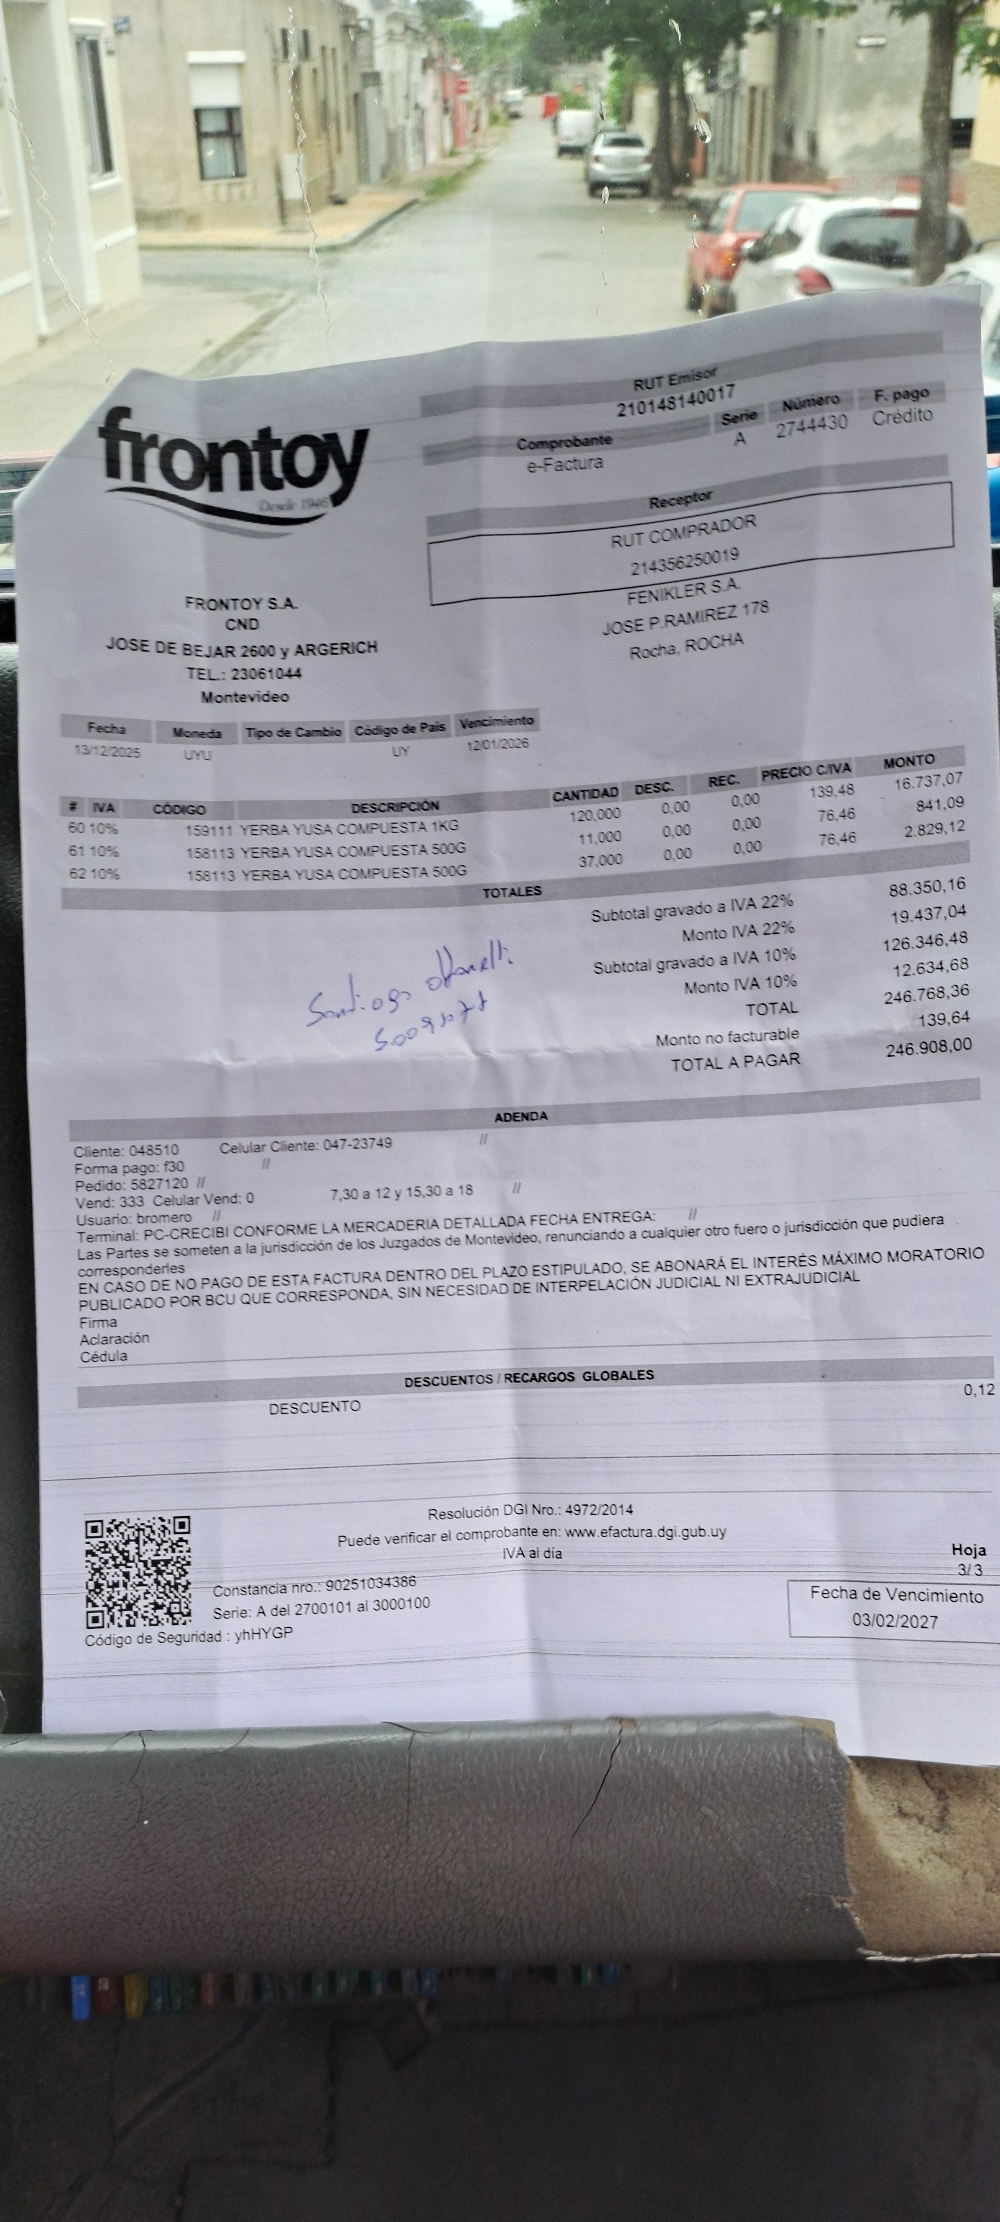 frontoy
Desde 1946
RUT Emisor
210148140017
Comprobante Serie Número F. pago
e-Factura A 2744430 Crédito
Receptor
RUT COMPRADOR
214356250019
FENIKLER S.A.
JOSE P.RAMIREZ 178
Rocha, ROCHA
FRONTOY S.A.
CND
JOSE DE BEJAR 2600 y ARGERICH
TEL.: 23061044
Montevideo
Fecha Moneda Tipo de Cambio Código de País Vencimiento
13/12/2025 UYU UY 12/01/2026
# IVA CÓDIGO DESCRIPCIÓN CANTIDAD DESC. REC. PRECIO C/IVA MONTO
60 10% 159111 YERBA YUSA COMPUESTA 1KG 120,000 0,00 0,00 139,48 16.737,07
61 10% 158113 YERBA YUSA COMPUESTA 500G 11,000 0,00 0,00 76,46 841,09
62 10% 158113 YERBA YUSA COMPUESTA 500G 37,000 0,00 0,00 76,46 2.829,12
TOTALES
Subtotal gravado a IVA 22% 88.350,16
Monto IVA 22% 19.437,04
Subtotal gravado a IVA 10% 126.346,48
Monto IVA 10% 12.634,68
TOTAL 246.768,36
Monto no facturable 139,64
TOTAL A PAGAR 246.908,00
Santiago
ADENDA
Cliente: 048510 Celular Cliente: 047-23749 //
Forma pago: f30 //
Pedido: 5827120 //
Vend: 333 Celular Vend: 0 7,30 a 12 y 15,30 a 18 //
Usuario: bromero //
Terminal: PC-CRECIBI CONFORME LA MERCADERIA DETALLADA FECHA ENTREGA: //
Las Partes se someten a la jurisdicción de los Juzgados de Montevideo, renunciando a cualquier otro fuero o jurisdicción que pudiera
corresponderles
EN CASO DE NO PAGO DE ESTA FACTURA DENTRO DEL PLAZO ESTIPULADO, SE ABONARÁ EL INTERÉS MÁXIMO MORATORIO
PUBLICADO POR BCU QUE CORRESPONDA, SIN NECESIDAD DE INTERPELACIÓN JUDICIAL NI EXTRAJUDICIAL
Firma
Aclaración
Cédula
DESCUENTOS / RECARGOS GLOBALES
DESCUENTO 0,12
Resolución DGI Nro.: 4972/2014
Puede verificar el comprobante en: www.efactura.dgi.gub.uy
IVA al día
Hoja
3/3
Constancia nro.: 90251034386
Serie: A del 2700101 al 3000100
Código de Seguridad : yhHYGP
Fecha de Vencimiento
03/02/2027